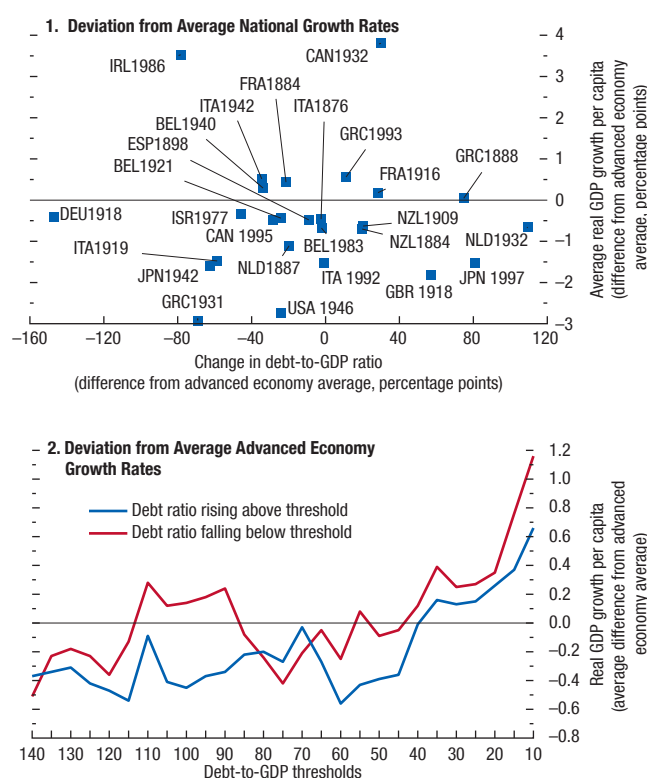 1. Deviation from Average National Growth Rates
4
3
2
1
0
–1
–2
–3
IRL1986
CAN1932
FRA1884
ITA1942
ITA1876
BEL1940
ESP1898
GRC1993
BEL1921
GRC1888
FRA1916
DEU1918
ISR1977
NZL1909
CAN 1995
NZL1884
NLD1932
BEL1983
ITA1919
NLD1887
JPN1942
ITA 1992
JPN 1997
GBR 1918
GRC1931
USA 1946
–160
–120
–80
–40
0
40
80
120
Change in debt-to-GDP ratio
(difference from advanced economy average, percentage points)
Average real GDP growth per capita
(difference from advanced economy
average, percentage points)
2. Deviation from Average Advanced Economy
Growth Rates
Debt ratio rising above threshold
Debt ratio falling below threshold
1.2
1.0
0.8
0.6
0.4
0.2
0.0
–0.2
–0.4
–0.6
–0.8
140 130 120 110 100 90 80 70 60 50 40 30 20 10
Debt-to-GDP thresholds
Real GDP growth per capita
(average difference from advanced
economy average)